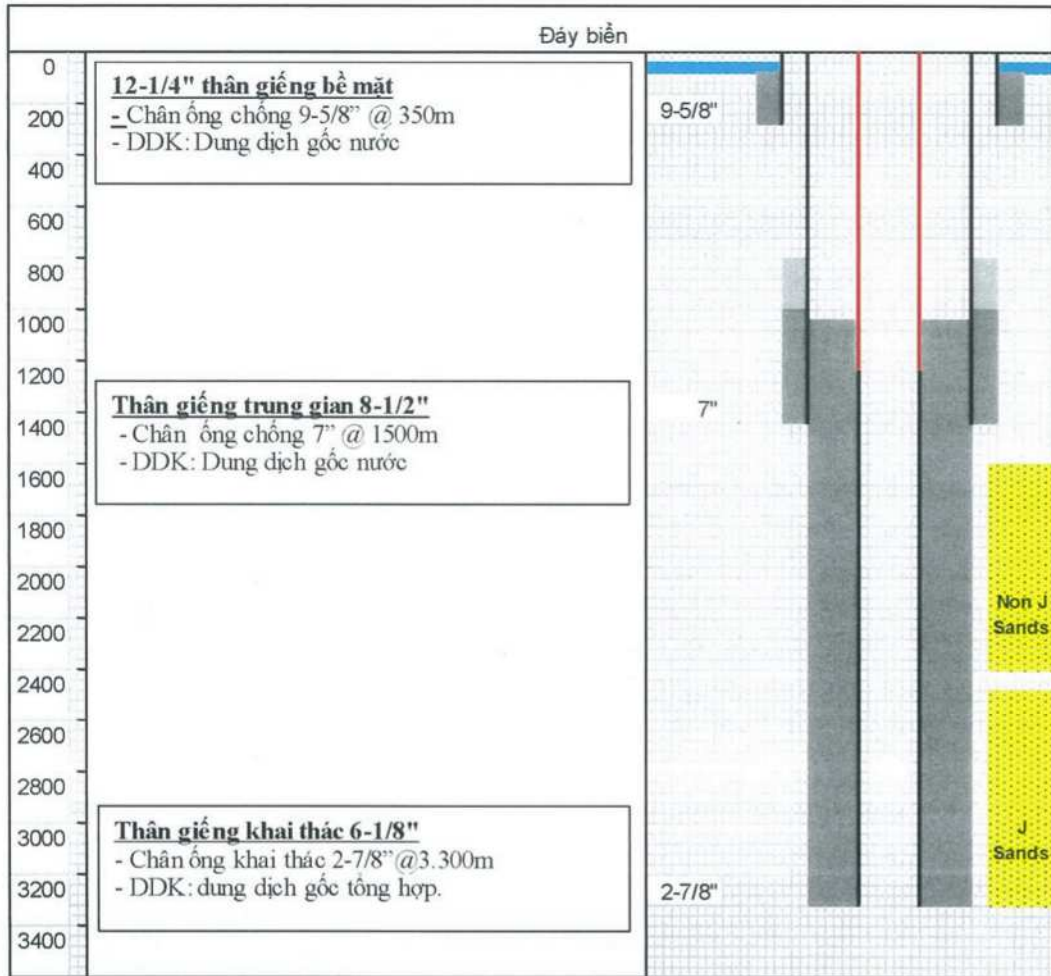 Đáy biển
0
200
400
600
800
1000
1200
1400
1600
1800
2000
2200
2400
2600
2800
3000
3200
3400
12-1/4" thân giếng bề mặt
- Chân ống chống 9-5/8” @ 350m
- DDK: Dung dịch gốc nước
Thân giếng trung gian 8-1/2"
- Chân ống chống 7” @ 1500m
- DDK: Dung dịch gốc nước
Thân giếng khai thác 6-1/8"
- Chân ống khai thác 2-7/8”@3.300m
- DDK: dung dịch gốc tổng hợp.
9-5/8"
7"
2-7/8"
Non J
Sands
J
Sands